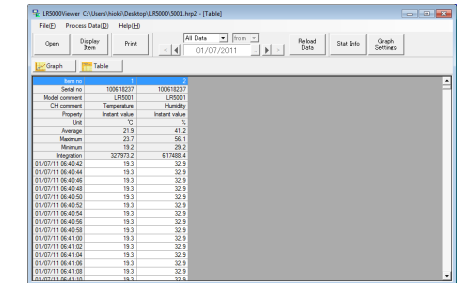 LR5000Viewer C:\Users\hioki\Desktop\LR5000\5001.hrp2 - [Table]
File(F) Process Data(D) Help(H)
Open Display Item Print All Data from 01/07/2011 Reload Data Stat Info Graph Settings
Graph Table
Item no 1 2
Serial no 100618237 100618237
Model comment LR5001 LR5001
CH comment Temperature Humidity
Property Instant value Instant value
Unit °C %
Average 21.9 41.2
Maximum 23.7 56.1
Minimum 19.2 29.2
Integration 327973.2 617488.4
01/07/11 06:40:42 19.3 32.9
01/07/11 06:40:44 19.3 32.9
01/07/11 06:40:46 19.3 32.9
01/07/11 06:40:48 19.3 32.9
01/07/11 06:40:50 19.3 32.9
01/07/11 06:40:52 19.3 32.9
01/07/11 06:40:54 19.3 32.9
01/07/11 06:40:56 19.3 32.9
01/07/11 06:40:58 19.3 32.9
01/07/11 06:41:00 19.3 32.9
01/07/11 06:41:02 19.3 32.9
01/07/11 06:41:04 19.3 32.9
01/07/11 06:41:06 19.3 32.9
01/07/11 06:41:08 19.3 32.9
01/07/11 06:41:10 19.3 32.9